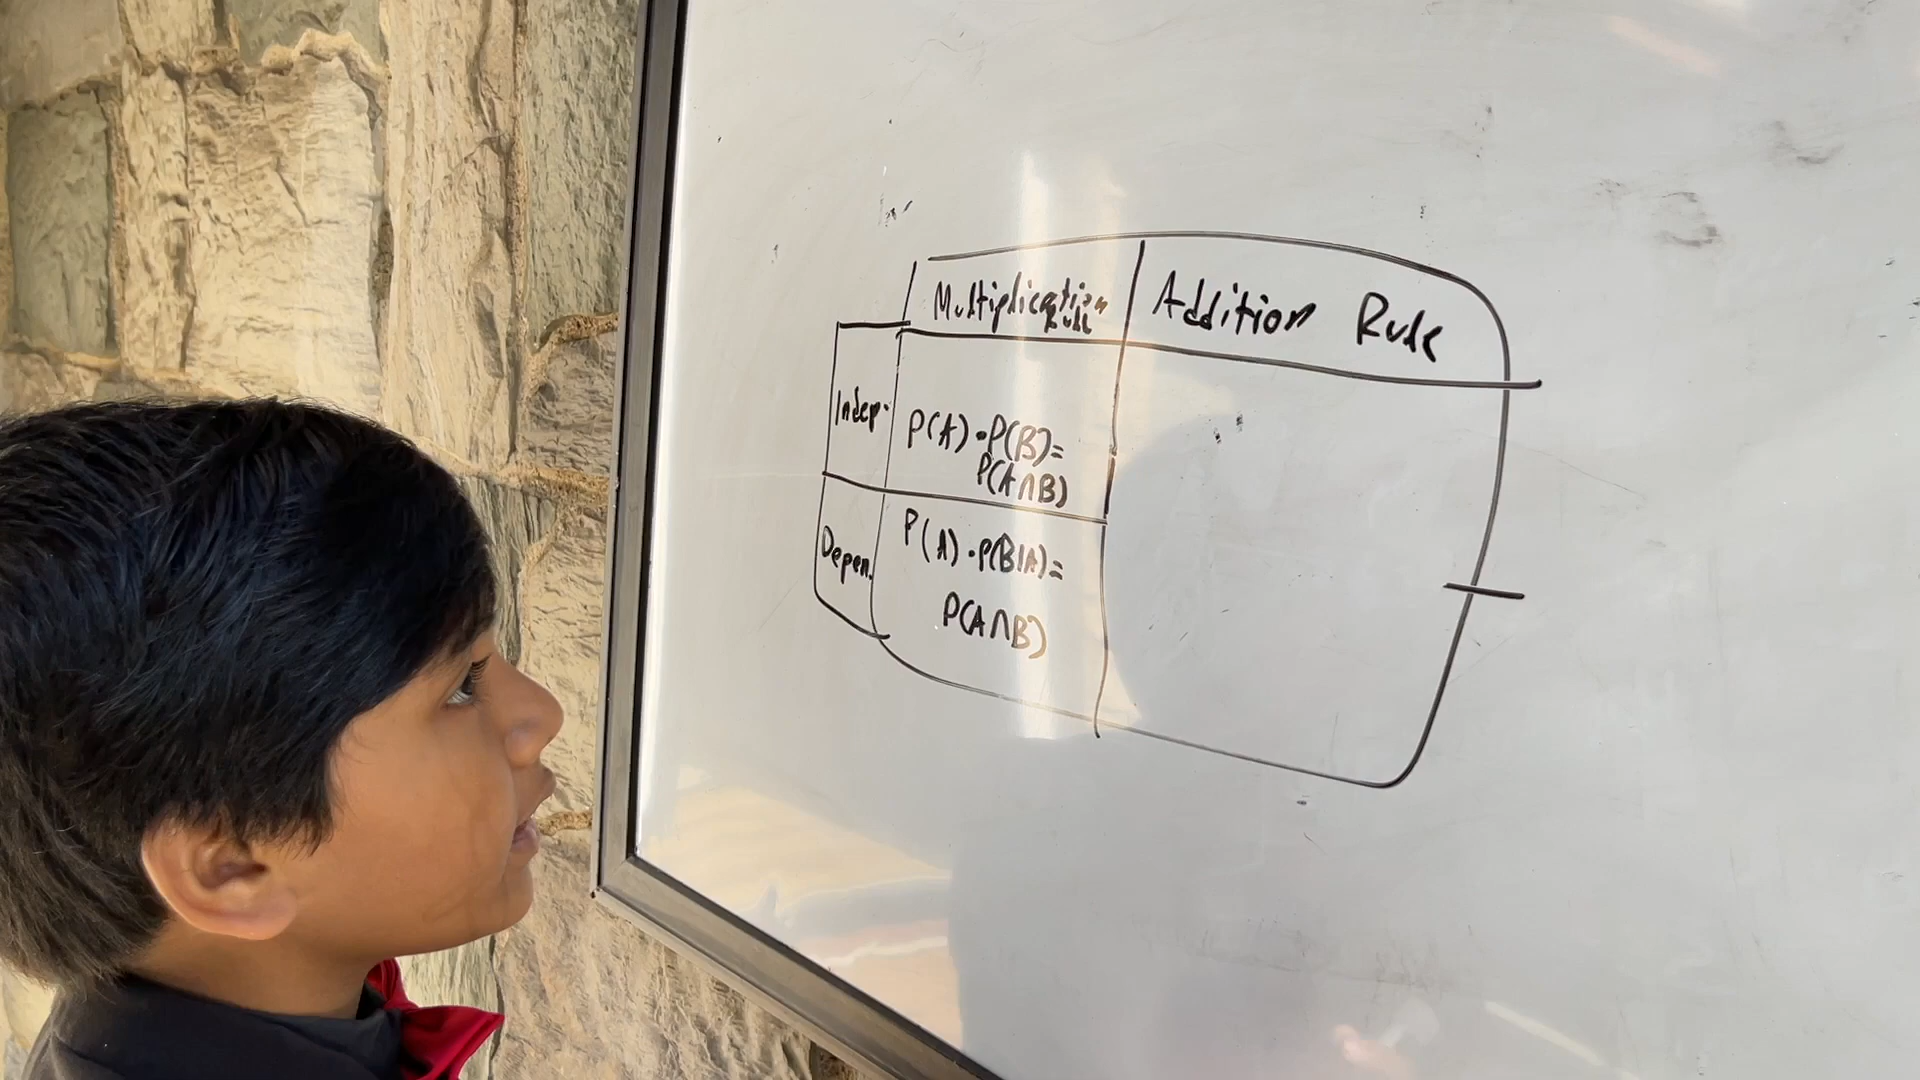 Multiplication Rule
Addition Rule
Indep.
P(A)·P(B)=
P(A∩B)
Depen.
P(A)·P(B|A)=
P(A∩B)